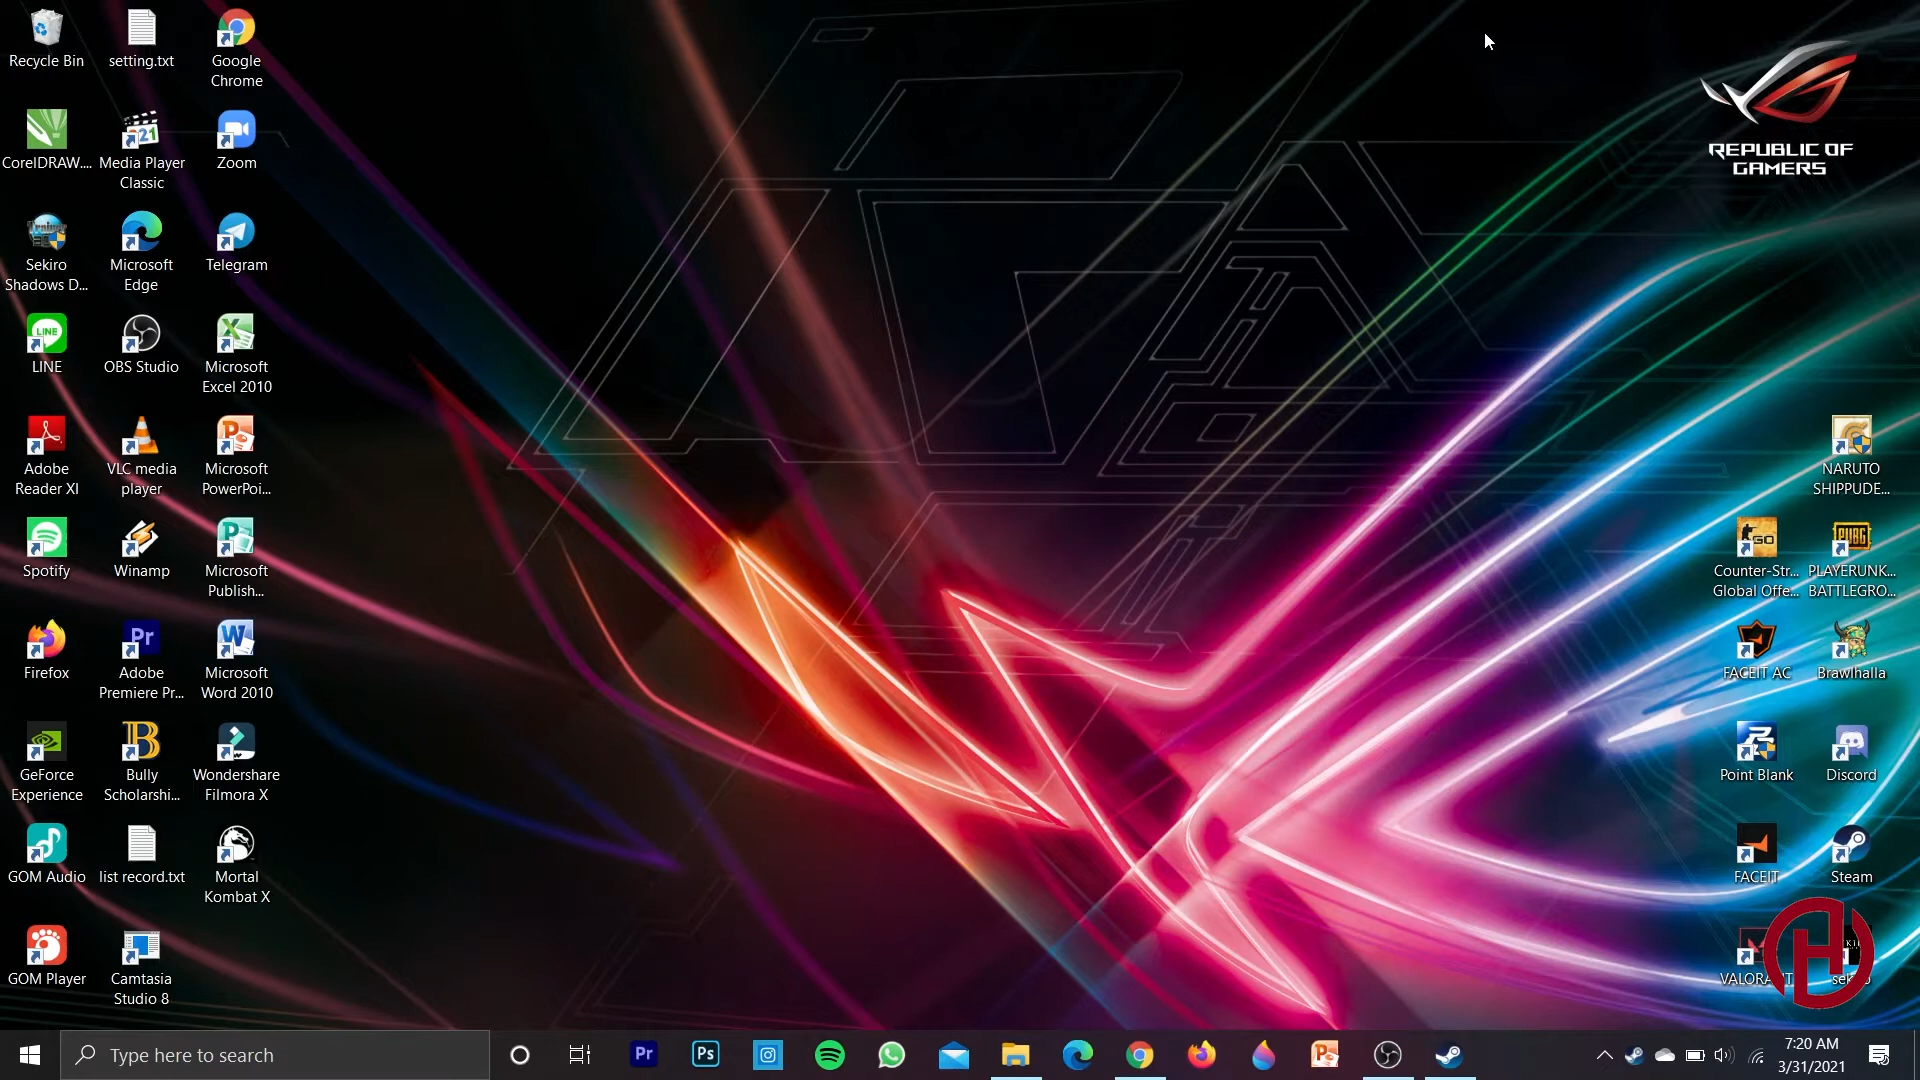 Recycle Bin
setting.txt
Google
Chrome
CorelDRAW....
Media Player
Classic
Zoom
Sekiro
Shadows D...
Microsoft
Edge
Telegram
LINE
OBS Studio
Microsoft
Excel 2010
Adobe
Reader XI
VLC media
player
Microsoft
PowerPoi...
Spotify
Winamp
Microsoft
Publish...
Firefox
Adobe
Premiere Pr...
Microsoft
Word 2010
GeForce
Experience
Bully
Scholarshi...
Wondershare
Filmora X
GOM Audio
list record.txt
Mortal
Kombat X
GOM Player
Camtasia
Studio 8
REPUBLIC OF
GAMERS
NARUTO
SHIPPUDE...
Counter-Str...
Global Offe...
PLAYERUNK...
BATTLEGRO...
FACEIT AC
Brawlhalla
Point Blank
Discord
FACEIT
Steam
Type here to search
7:20 AM
3/31/2021